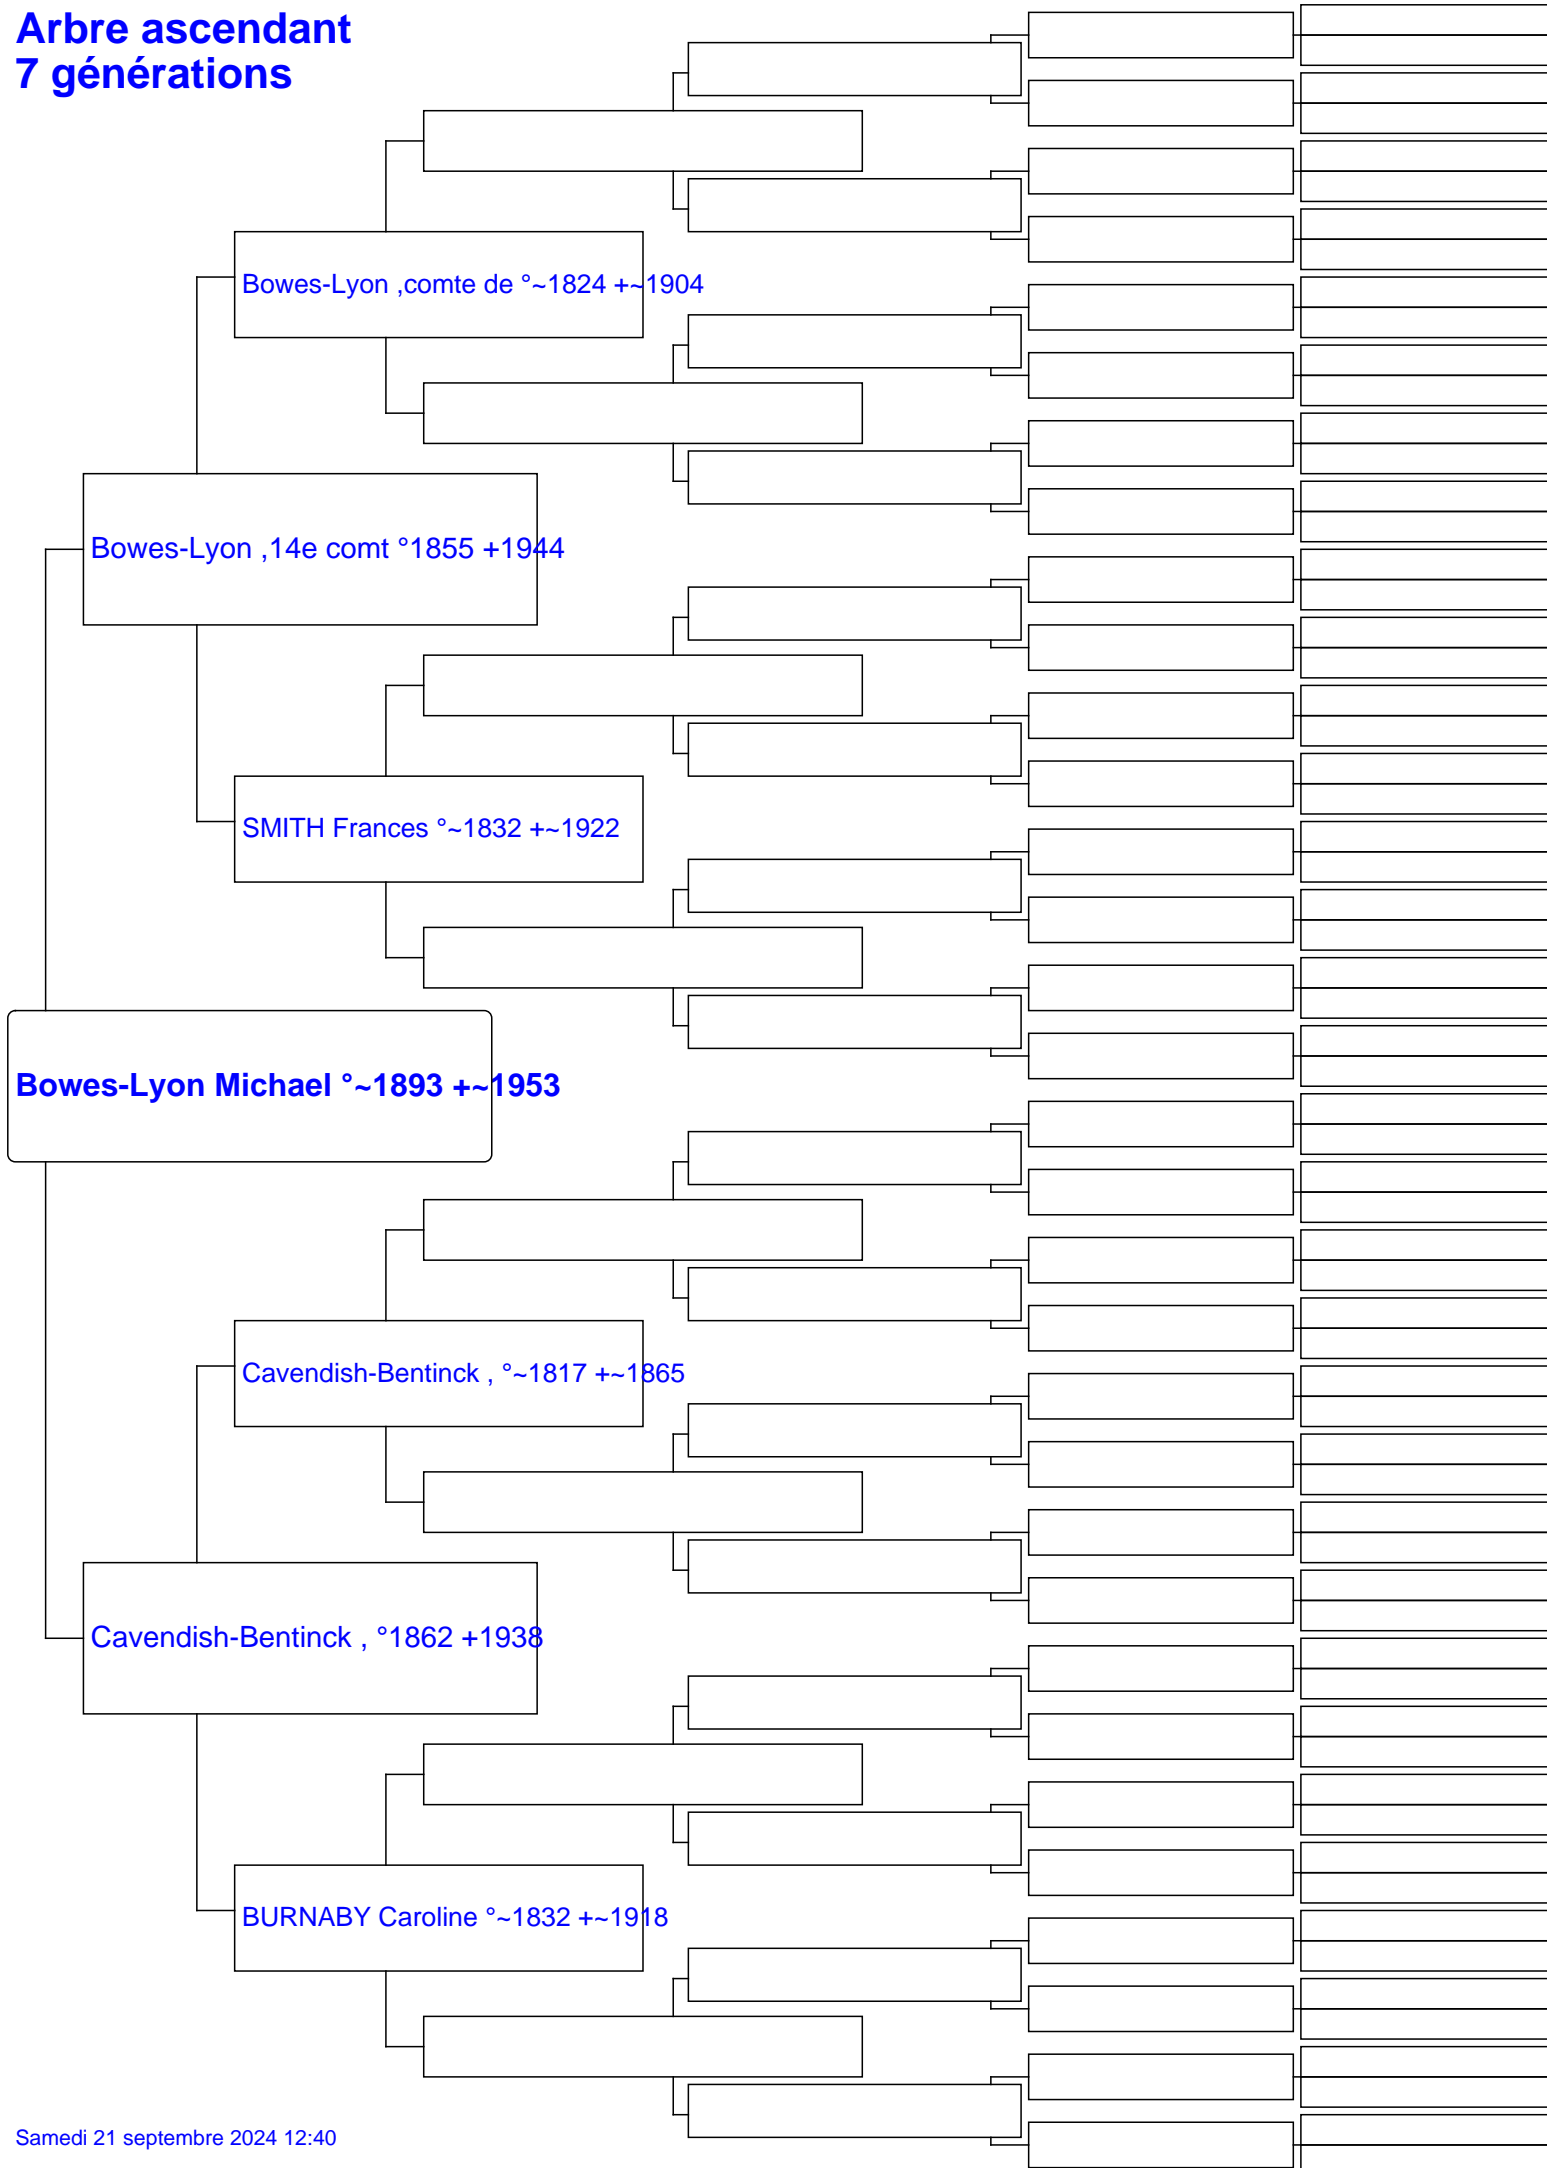 Arbre ascendant
7 générations
Bowes-Lyon ,comte de °~1824 +~1904
Bowes-Lyon ,14e comt °1855 +1944
SMITH Frances °~1832 +~1922
Bowes-Lyon Michael °~1893 +~1953
Cavendish-Bentinck , °~1817 +~1865
Cavendish-Bentinck , °1862 +1938
BURNABY Caroline °~1832 +~1918
Samedi 21 septembre 2024 12:40